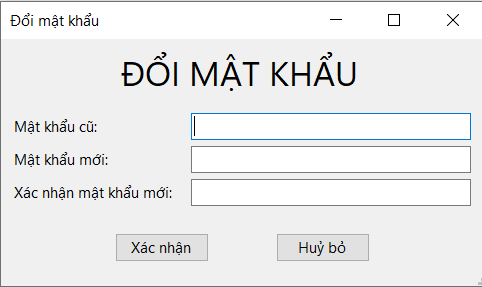 Đổi mật khẩu
ĐỔI MẬT KHẨU
Mật khẩu cũ:
Mật khẩu mới:
Xác nhận mật khẩu mới:
Xác nhận Huỷ bỏ